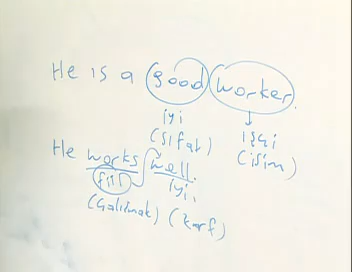 He is a good worker.
iyi işçi
(sıfat) (isim)
He works well.
fiil iyi.
(Çalışmak) (zarf)